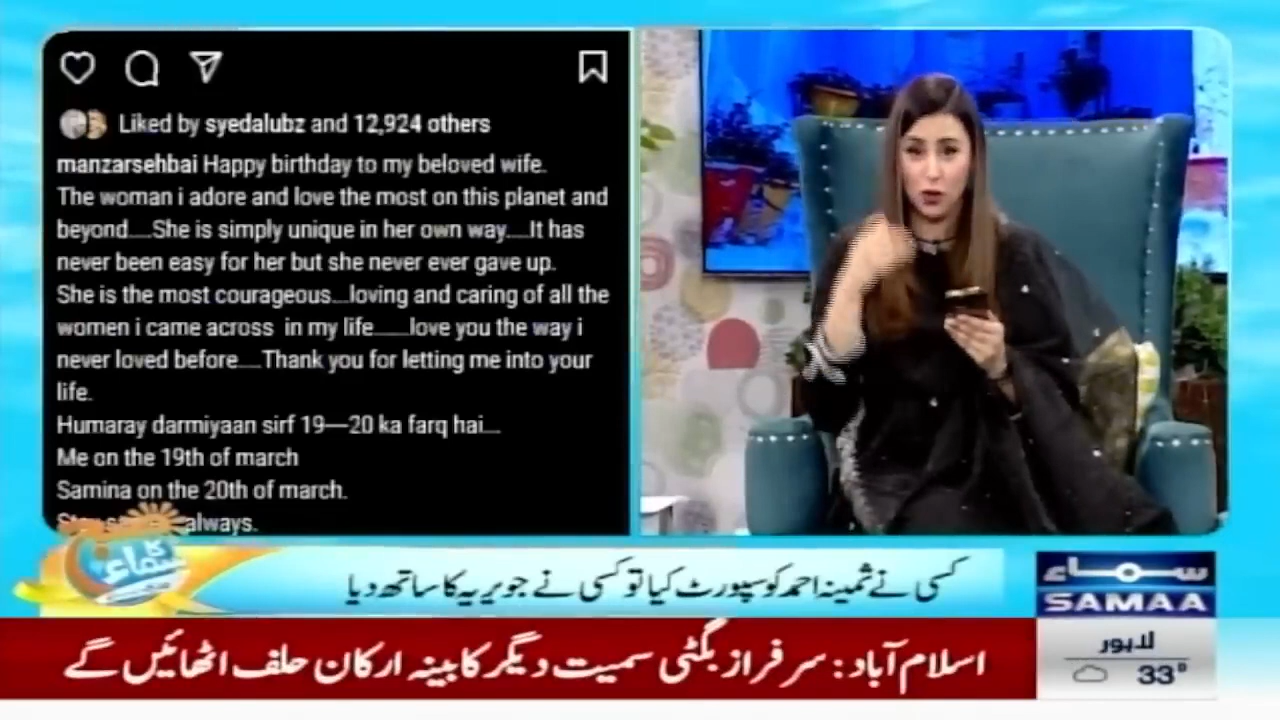 Liked by syedalubz and 12,924 others
manzarsehbai Happy birthday to my beloved wife.
The woman i adore and love the most on this planet and
beyond....She is simply unique in her own way....It has
never been easy for her but she never ever gave up.
She is the most courageous...loving and caring of all the
women i came across in my life......love you the way i
never loved before....Thank you for letting me into your
life.
Humaray darmiyaan sirf 19—20 ka farq hai...
Me on the 19th of march
Samina on the 20th of march.
always.
سماء کا
کسی نے ثمینہ احمد کو سپورٹ کیا تو کسی نے جویریہ کا ساتھ دیا
سماء
SAMAA
اسلام آباد: سرفراز بگٹی سمیت دیگر کابینہ ارکان حلف اٹھائیں گے
لاہور
33°